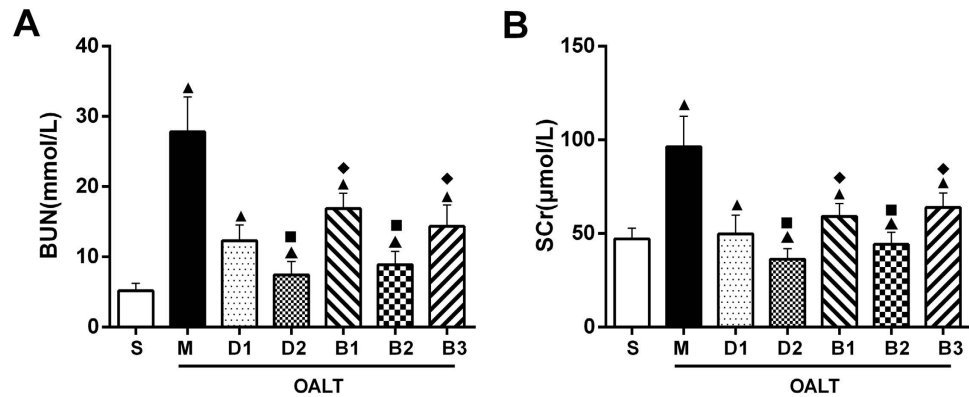 A
BUN(mmol/L)
40
30
20
10
0
S M D1 D2 B1 B2 B3
OALT
B
SCr(μmol/L)
150
100
50
0
S M D1 D2 B1 B2 B3
OALT